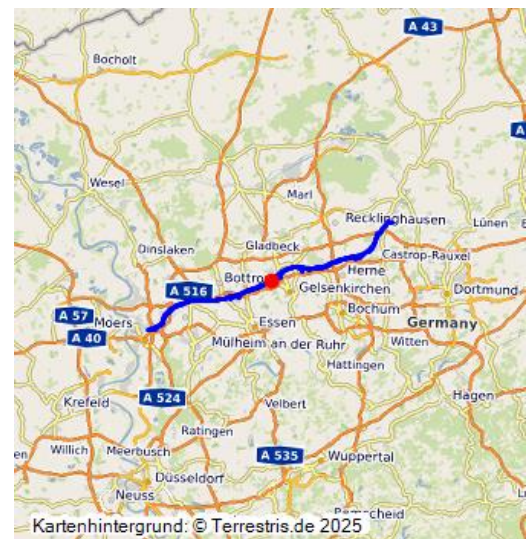 A 43
Bocholt
A
Wesel
Marl
Recklinghausen
Lünen
Dinslaken
Gladbeck
Castrop-Rauxel
Bottro
Herne
A 516
Gelsenkirchen
Dortmund
A 57
Moers
Essen
Bochum
Germany
A 40
Mülheim an der Ruhr
Witten
Hattingen
Krefeld
A 524
Velbert
Hagen
Ratingen
Willich
Meerbusch
A 535
Wuppertal
Düsseldorf
Neuss
Remscheid
Kartenhintergrund: © Terrestris.de 2025